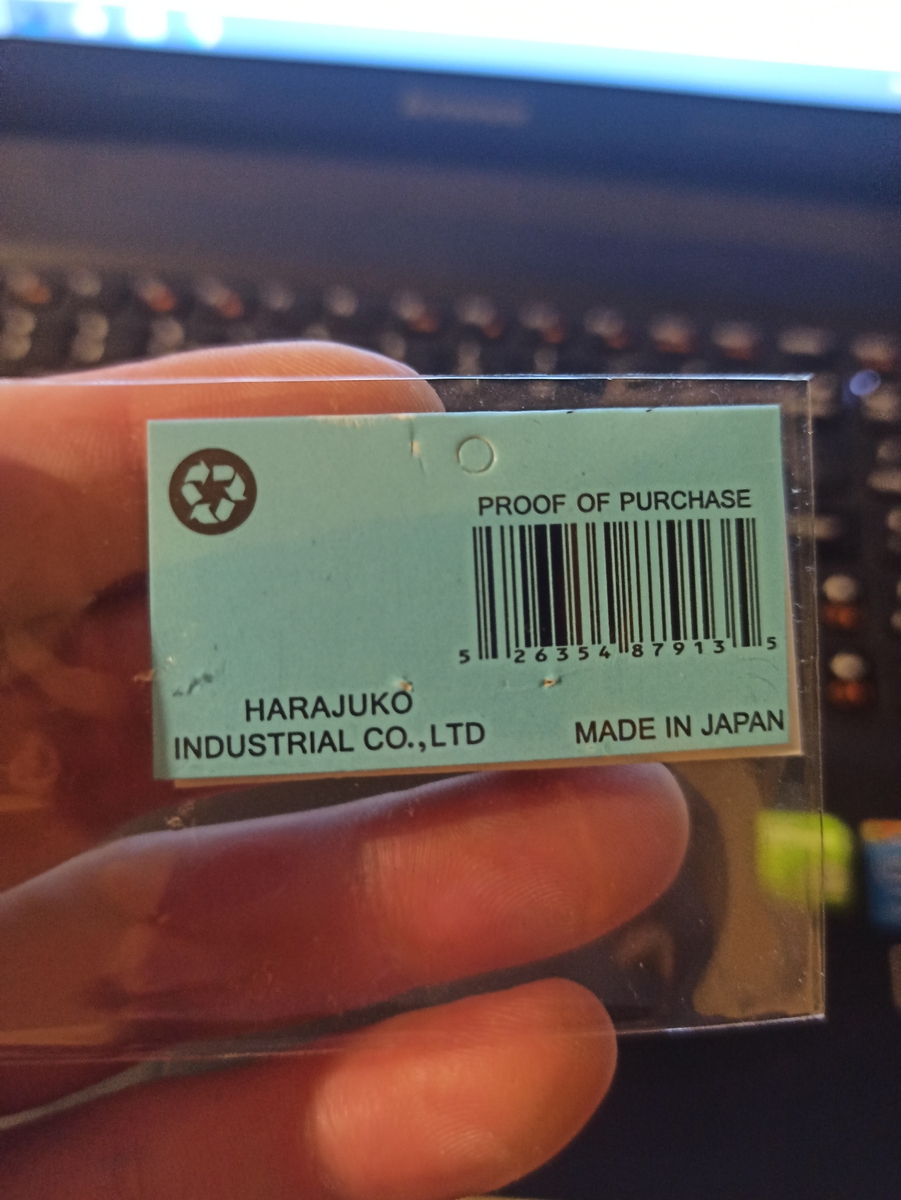 PROOF OF PURCHASE
5 26354 87913 5
HARAJUKO
INDUSTRIAL CO.,LTD
MADE IN JAPAN